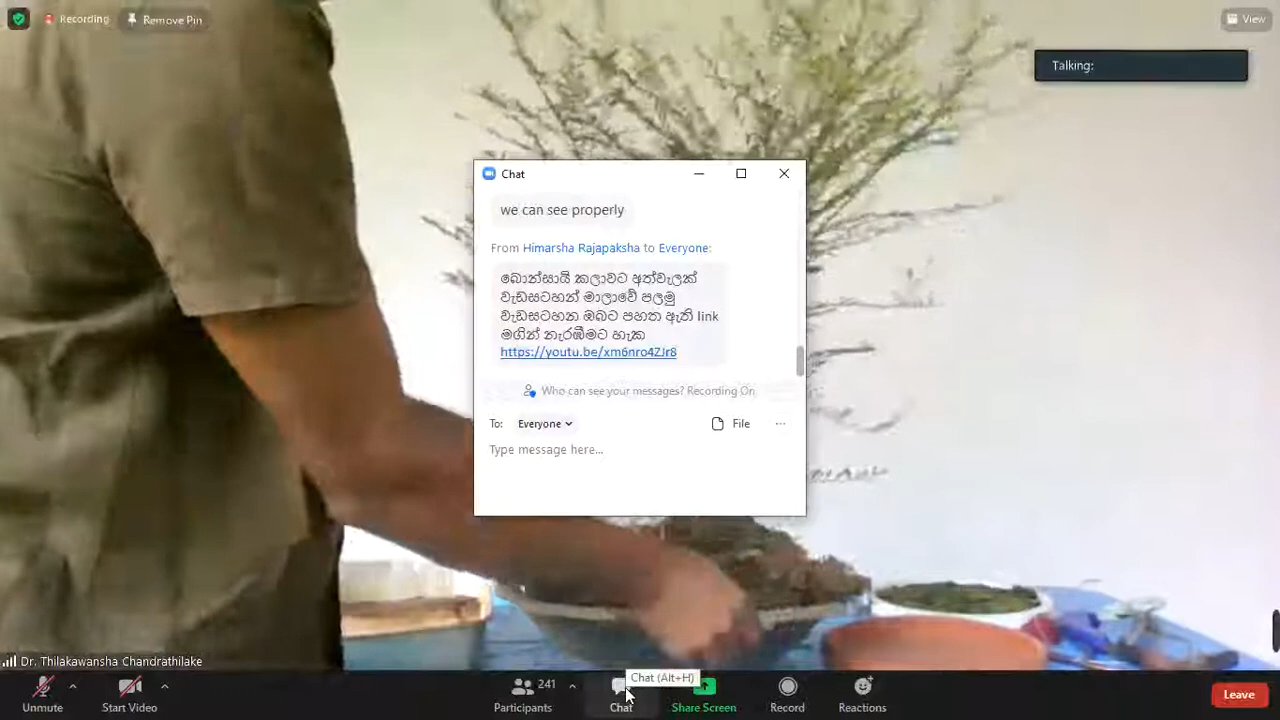 Recording
Remove Pin
View
Talking:
Chat
we can see properly
From Himarsha Rajapaksha to Everyone:
බොන්සායි කලාවට අත්වැලක්
වැඩසටහන් මාලාවේ පලමු
වැඩසටහන ඔබට පහත ඇති link
මගින් නැරඹීමට හැක
https://youtu.be/xm6nro4ZJr8
Who can see your messages? Recording On
To: Everyone
File
Type message here...
Dr. Thilakawansha Chandrathilake
Chat (Alt+H)
241
Unmute
Start Video
Participants
Chat
Share Screen
Record
Reactions
Leave